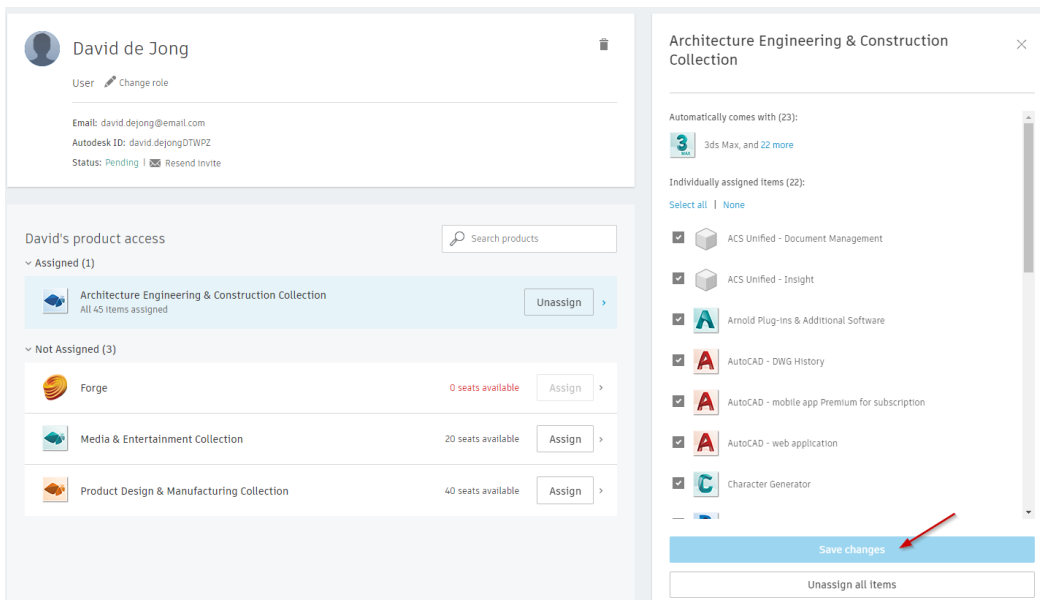 David de Jong
User Change role
Email: david.dejong@email.com
Autodesk ID: david.dejongDTWPZ
Status: Pending | Resend invite
David's product access
Search products
Assigned (1)
Architecture Engineering & Construction Collection
All 45 items assigned
Unassign
Not Assigned (3)
Forge
0 seats available
Assign
Media & Entertainment Collection
20 seats available
Assign
Product Design & Manufacturing Collection
40 seats available
Assign
Architecture Engineering & Construction
Collection
Automatically comes with (23):
3 MAX
3ds Max, and 22 more
Individually assigned items (22):
Select all | None
ACS Unified - Document Management
ACS Unified - Insight
Arnold Plug-ins & Additional Software
AutoCAD - DWG History
AutoCAD - mobile app Premium for subscription
AutoCAD - web application
Character Generator
Save changes
Unassign all items